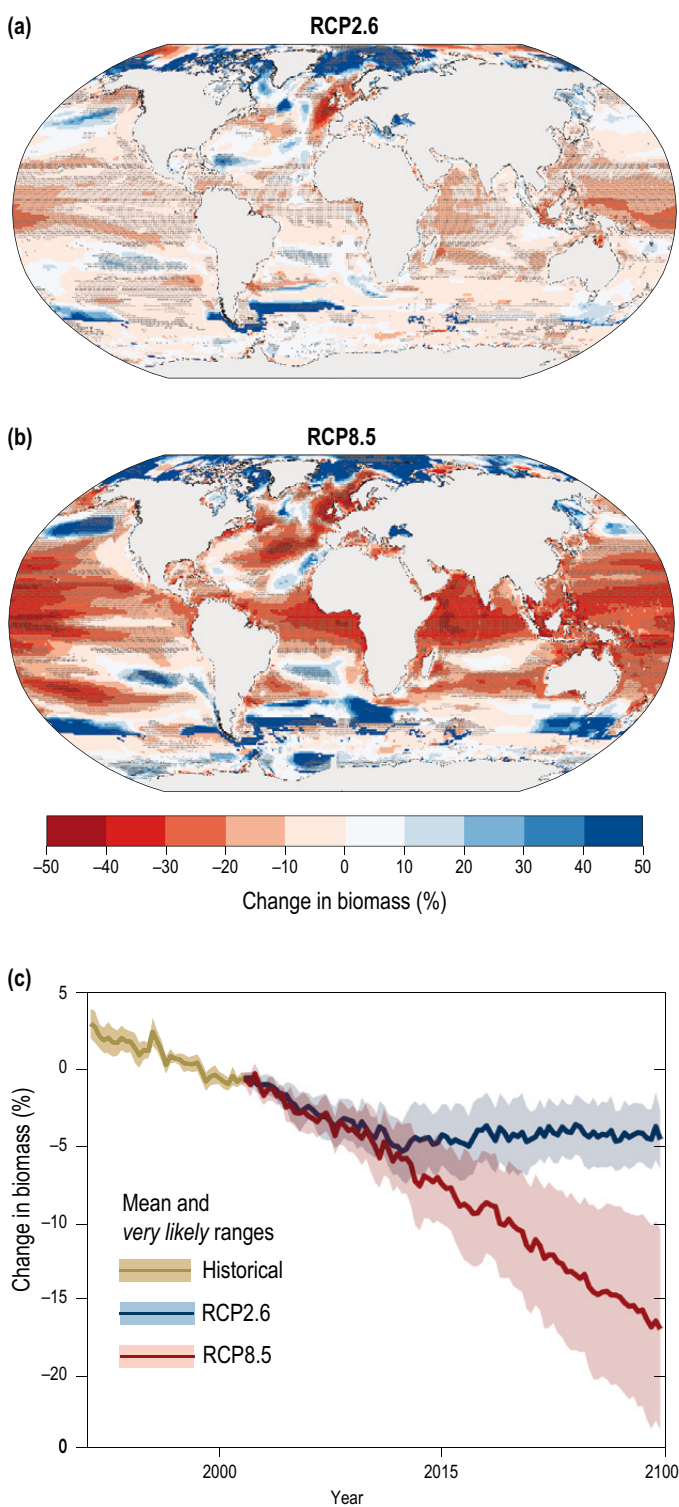 (a)
RCP2.6
(b)
RCP8.5
–50 –40 –30 –20 –10 0 10 20 30 40 50
Change in biomass (%)
(c)
5
0
–5
–10
–15
–20
0
Change in biomass (%)
Mean and
very likely ranges
Historical
RCP2.6
RCP8.5
2000 2015 2100
Year